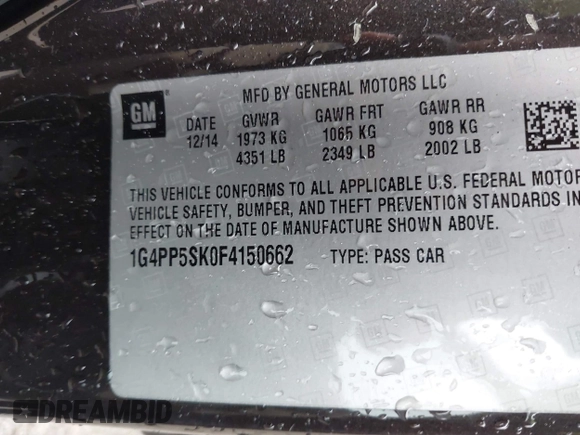 GM
MFD BY GENERAL MOTORS LLC
DATE GVWR GAWR FRT GAWR RR
12/14 1973 KG 1065 KG 908 KG
4351 LB 2349 LB 2002 LB
THIS VEHICLE CONFORMS TO ALL APPLICABLE U.S. FEDERAL MOTOR
VEHICLE SAFETY, BUMPER, AND THEFT PREVENTION STANDARDS IN
EFFECT ON THE DATE OF MANUFACTURE SHOWN ABOVE.
1G4PP5SK0F4150662 TYPE: PASS CAR
DREAMBID